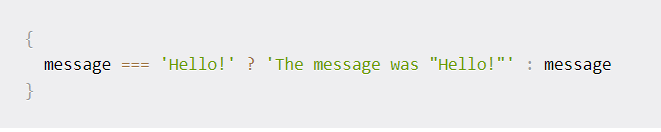 {
  message === 'Hello!' ? 'The message was "Hello!"' : message
}